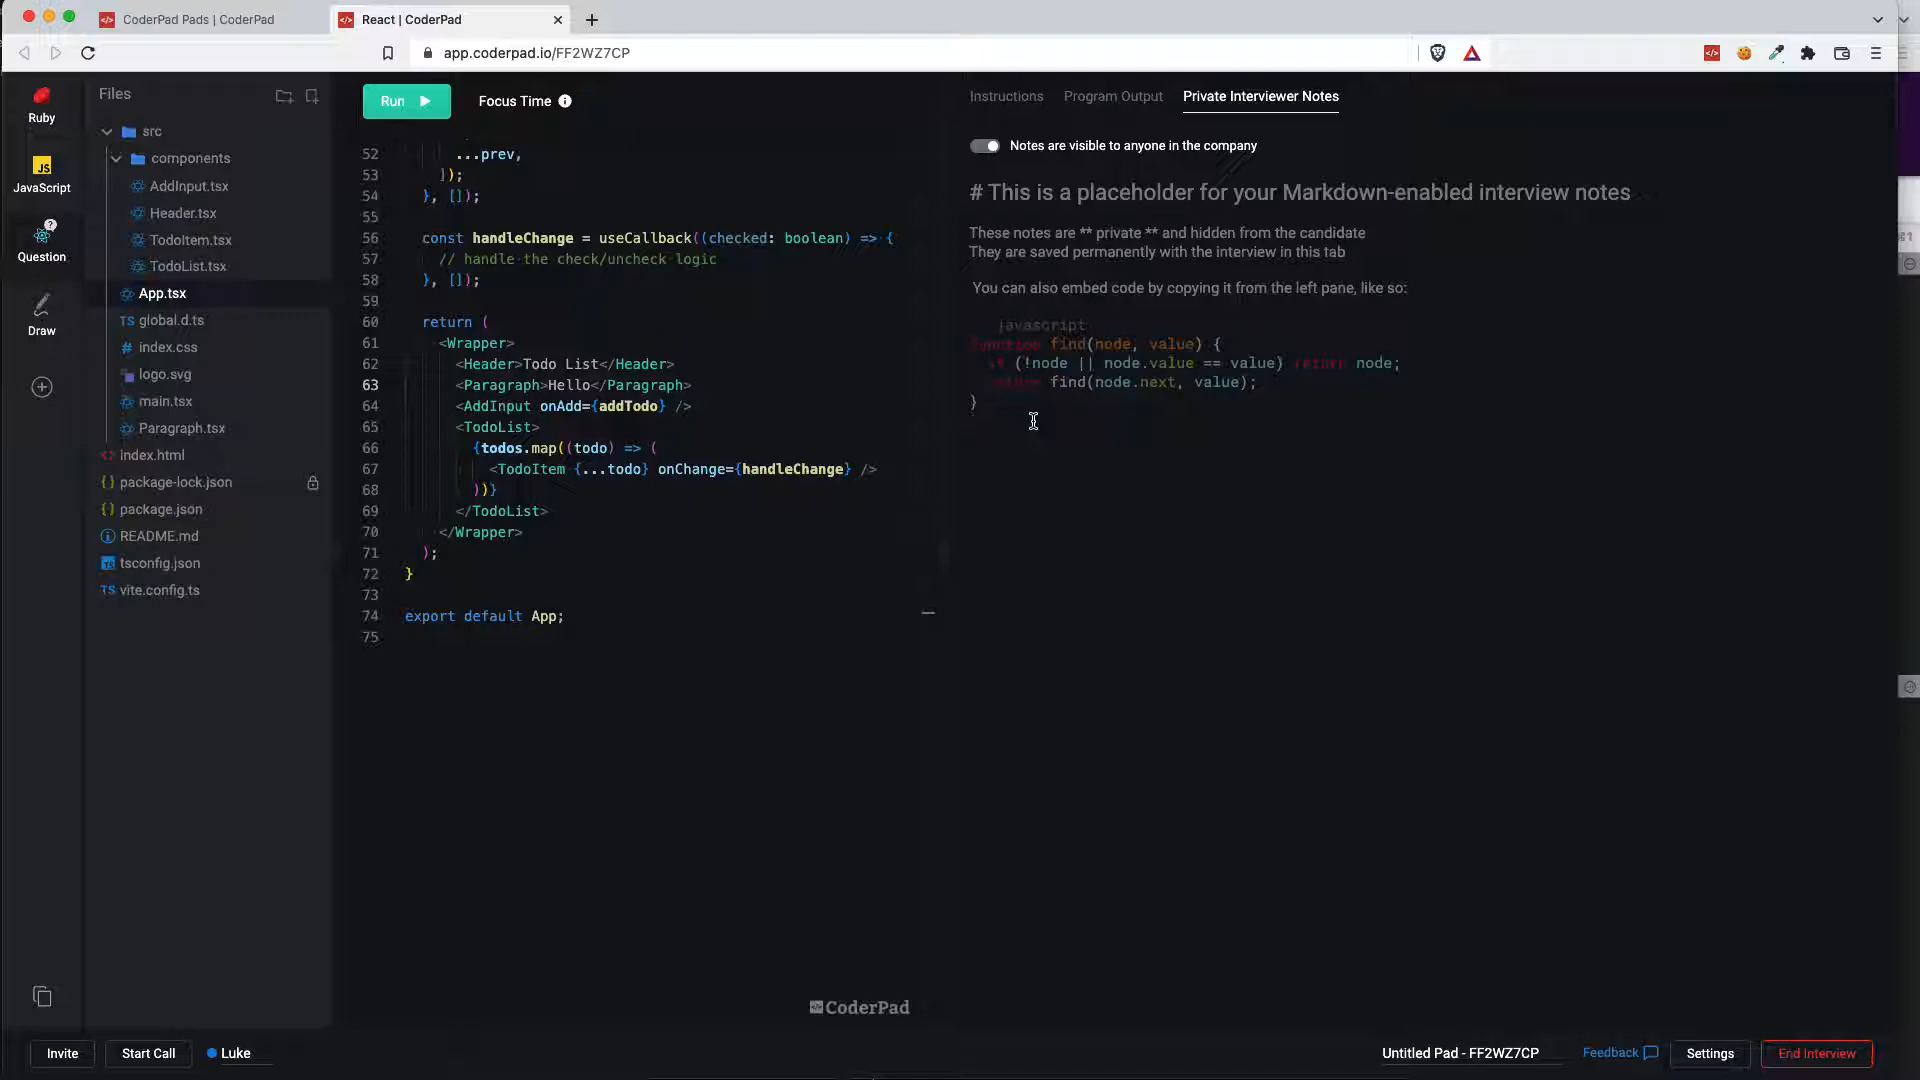 CoderPad Pads | CoderPad
React | CoderPad
app.coderpad.io/FF2WZ7CP
Ruby
JS
JavaScript
Question
Draw
Files
src
components
AddInput.tsx
Header.tsx
TodoItem.tsx
TodoList.tsx
App.tsx
TS global.d.ts
# index.css
logo.svg
main.tsx
Paragraph.tsx
index.html
{} package-lock.json
{} package.json
README.md
tsconfig.json
TS vite.config.ts
Run
Focus Time
52 ...prev,
53 ]);
54 }, []);
55
56 const handleChange = useCallback((checked: boolean) => {
57 // handle the check/uncheck logic
58 }, []);
59
60 return (
61 <Wrapper>
62 <Header>Todo List</Header>
63 <Paragraph>Hello</Paragraph>
64 <AddInput onAdd={addTodo} />
65 <TodoList>
66 {todos.map((todo) => (
67 <TodoItem {...todo} onChange={handleChange} />
68 ))}
69 </TodoList>
70 </Wrapper>
71 );
72 }
73
74 export default App;
75
CoderPad
Instructions
Program Output
Private Interviewer Notes
Notes are visible to anyone in the company
# This is a placeholder for your Markdown-enabled interview notes
These notes are ** private ** and hidden from the candidate
They are saved permanently with the interview in this tab
You can also embed code by copying it from the left pane, like so:
javascript
function find(node, value) {
if (!node || node.value == value) return node;
return find(node.next, value);
}
Invite
Start Call
Luke
Untitled Pad - FF2WZ7CP
Feedback
Settings
End Interview